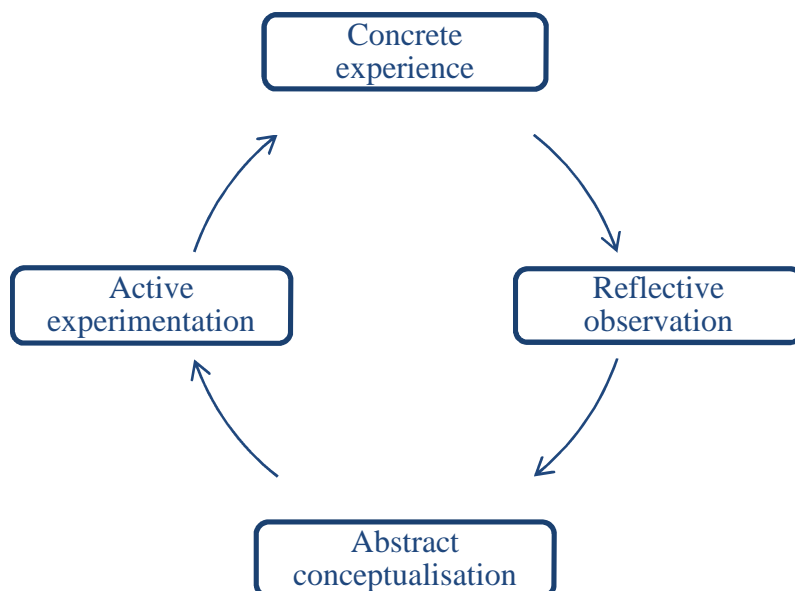 Concrete
experience
Active
experimentation
Reflective
observation
Abstract
conceptualisation